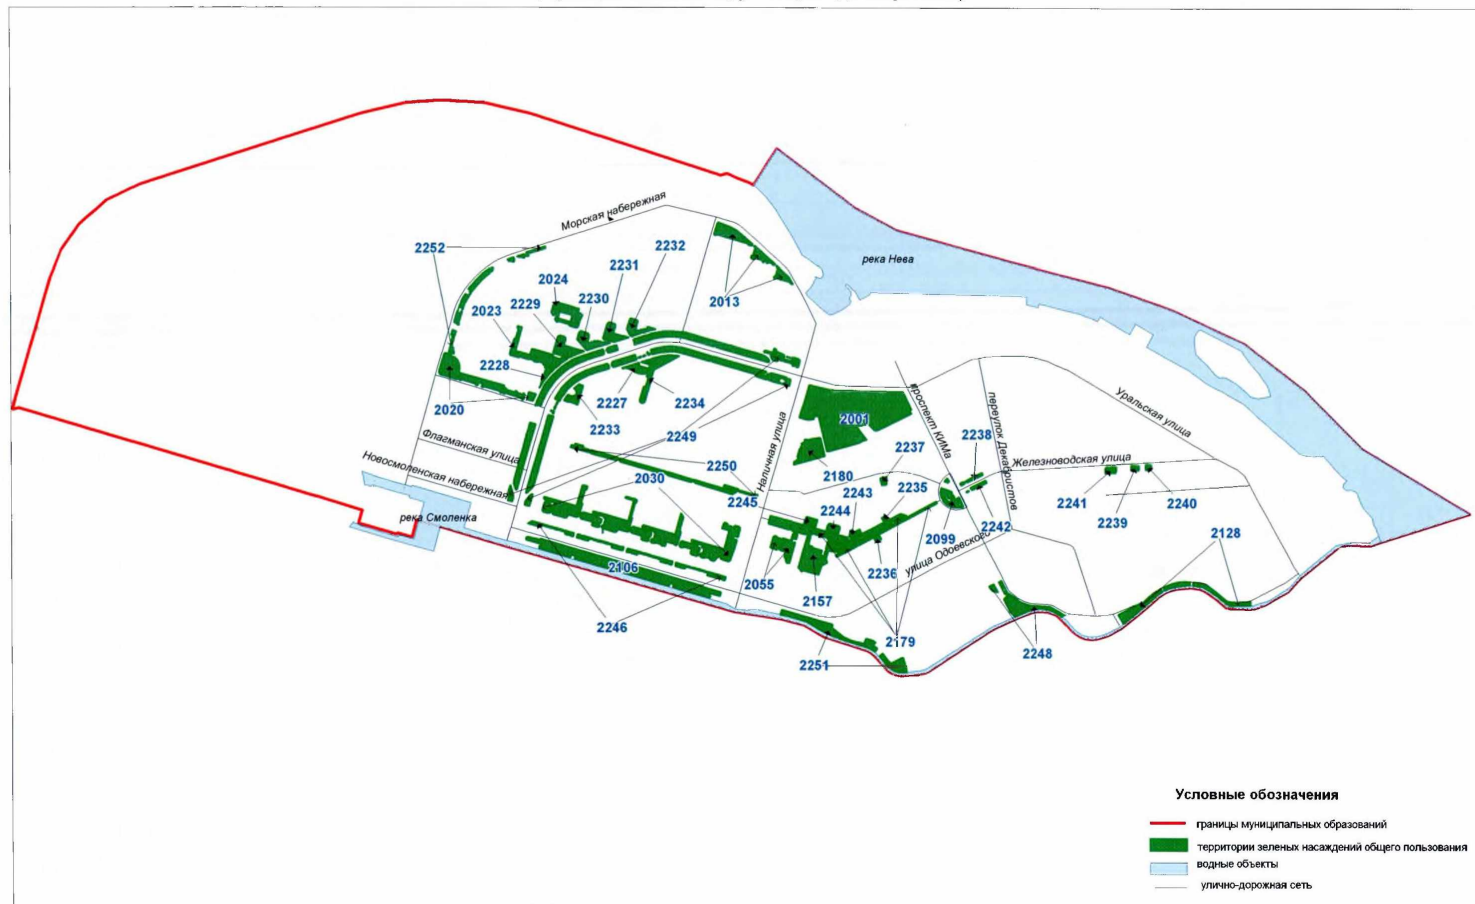 Морская набережная
2252
2232
2231
река Нева
2024
2230
2229
2023
2013
2228
2020
2227
2234
2233
2001
проспект КИМа
переулок Декабристов
Уральская улица
Флагманская улица
2249
Наличная улица
2237
2238
Железноводская улица
Новосмоленская набережная
2250
2180
2030
2243
2235
2245
2244
2241
2240
2239
река Смоленка
2099
2242
2128
2106
2055
2236
улица Одоевского
2157
2246
2179
2248
2251
Условные обозначения
границы муниципальных образований
территории зеленых насаждений общего пользования
водные объекты
улично-дорожная сеть